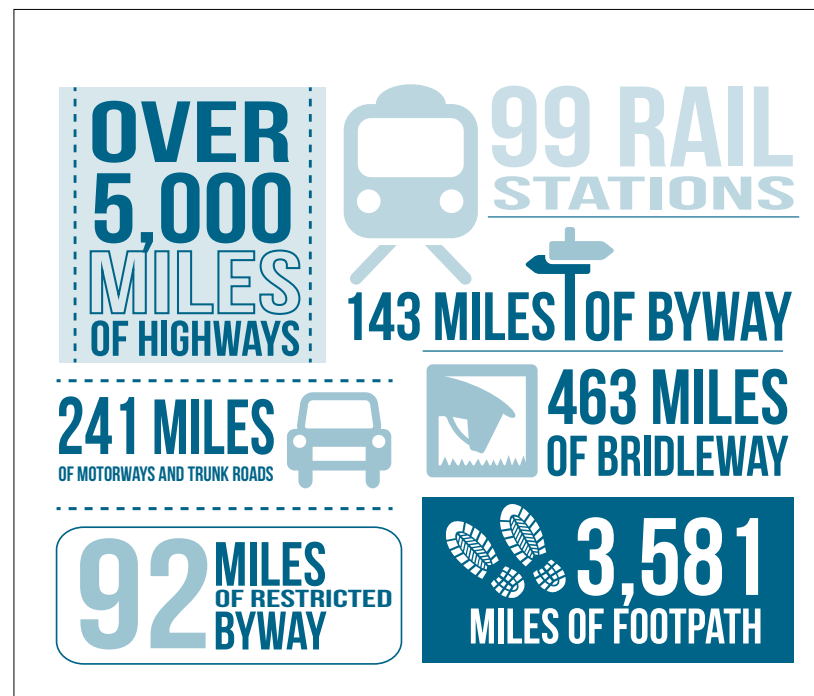 OVER
5,000
MILES
OF HIGHWAYS
99 RAIL
STATIONS
143 MILES OF BYWAY
241 MILES
OF MOTORWAYS AND TRUNK ROADS
463 MILES
OF BRIDLEWAY
92 MILES
OF RESTRICTED
BYWAY
3,581
MILES OF FOOTPATH